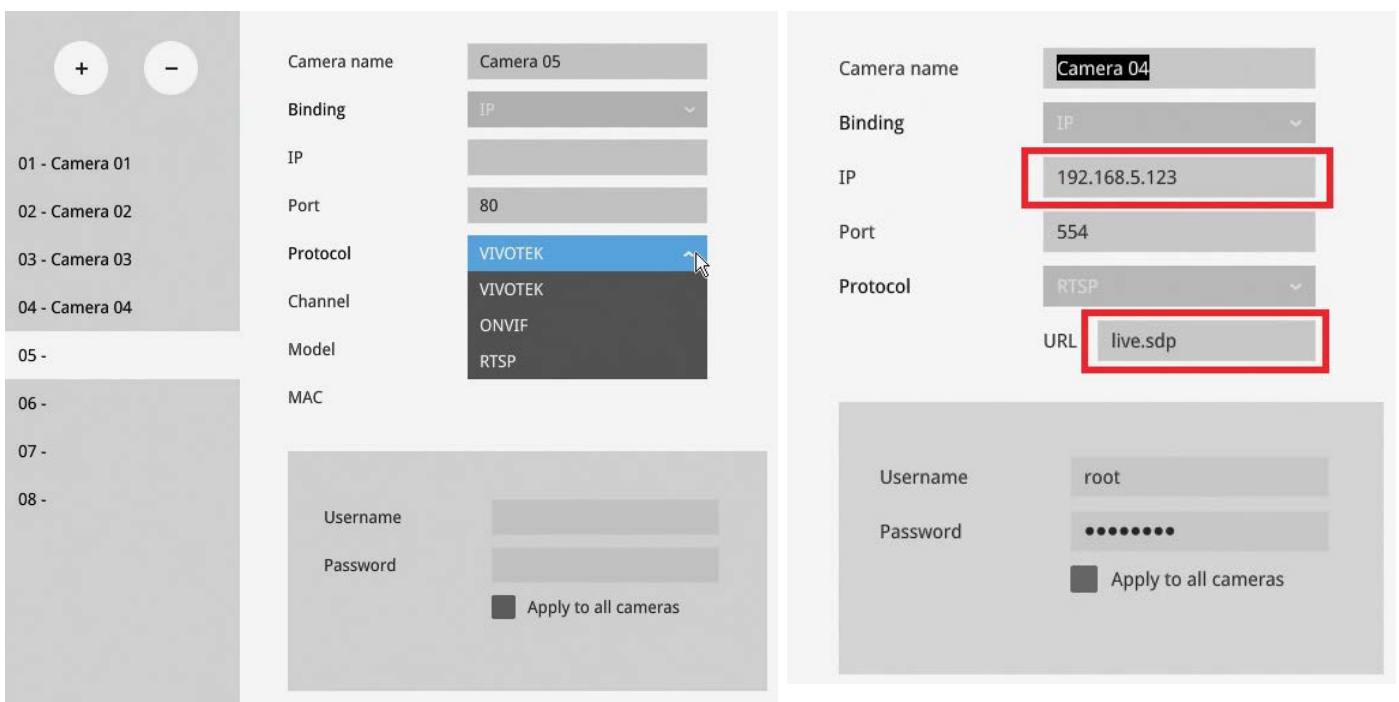 + −
01 - Camera 01
02 - Camera 02
03 - Camera 03
04 - Camera 04
05 -
06 -
07 -
08 -
Camera name Camera 05
Binding IP
IP
Port 80
Protocol VIVOTEK
VIVOTEK
Channel
ONVIF
Model
RTSP
MAC
Username
Password
Apply to all cameras
Camera name Camera 04
Binding IP
IP 192.168.5.123
Port 554
Protocol RTSP
URL live.sdp
Username root
Password ••••••••
Apply to all cameras